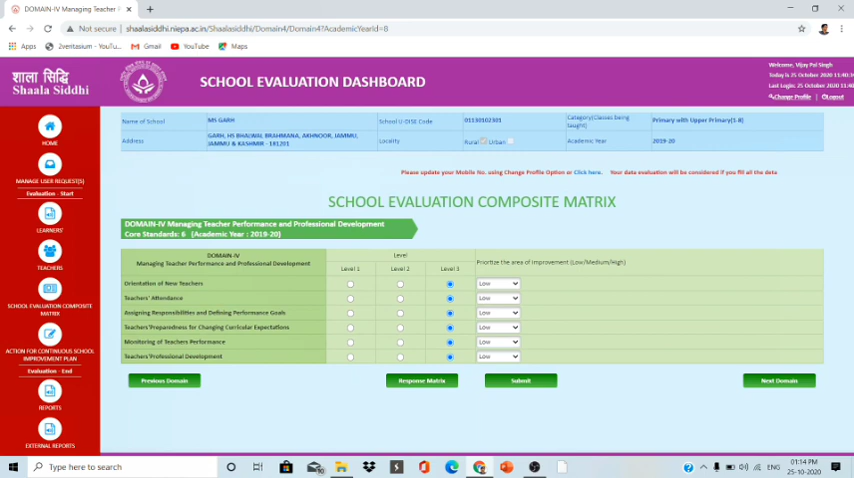 DOMAIN-IV Managing Teacher P
Not secure | shaalasiddhi.niepa.ac.in/Shaalasiddhi/Domain4/Domain4?AcademicYearId=8
Apps 2veritasium - YouTu... Gmail YouTube Maps
शाला सिद्धि
Shaala Siddhi
SCHOOL EVALUATION DASHBOARD
Welcome, Vijay Pal Singh
Today is 25 October 2020 11:40:3
Last Login: 25 October 2020 11:40
Change Profile | Logout
HOME
MANAGE USER REQUEST(S)
Evaluation - Start
LEARNERS'
TEACHERS
SCHOOL EVALUATION COMPOSITE
MATRIX
ACTION FOR CONTINUOUS SCHOOL
IMPROVEMENT PLAN
Evaluation - End
REPORTS
EXTERNAL REPORTS
Name of School MS GARH School U-DISE Code 01130102301 Category(Classes being
taught) Primary with Upper Primary(1-8)
Address GARH, HS BHALWAL BRAHMANA, AKHNOOR, JAMMU,
JAMMU & KASHMIR - 181201 Locality Rural Urban Academic Year 2019-20
Please update your Mobile No. using Change Profile Option or Click here. Your data evaluation will be considered if you fill all the dete
SCHOOL EVALUATION COMPOSITE MATRIX
DOMAIN-IV Managing Teacher Performance and Professional Development
Core Standards: 6 (Academic Year : 2019-20)
DOMAIN-IV
Managing Teacher Performance and Professional Development
Level
Level 1 Level 2 Level 3
Prioritize the area of improvement (Low/Medium/High)
Orientation of New Teachers Low
Teachers' Attendance Low
Assigning Responsibilities and Defining Performance Goals Low
Teachers'Preparedness for Changing Curricular Expectations Low
Monitoring of Teachers Performance Low
Teachers'Professional Development Low
Previous Domain Response Matrix Submit Next Domain
Type here to search
ENG
01:14 PM
25-10-2020